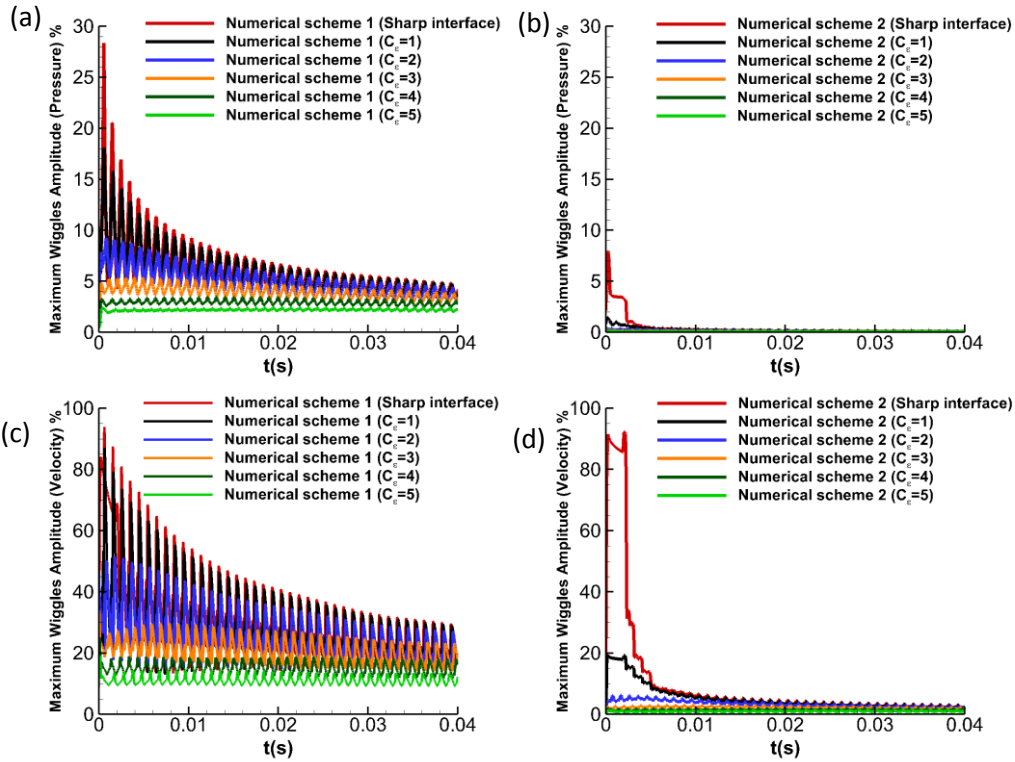 (a)
Maximum Wiggles Amplitude (Pressure) %
30
25
20
15
10
5
0
0
0.01
0.02
0.03
0.04
t(s)
Numerical scheme 1 (Sharp interface)
Numerical scheme 1 (Cε=1)
Numerical scheme 1 (Cε=2)
Numerical scheme 1 (Cε=3)
Numerical scheme 1 (Cε=4)
Numerical scheme 1 (Cε=5)
(b)
Maximum Wiggles Amplitude (Pressure) %
30
25
20
15
10
5
0
0
0.01
0.02
0.03
0.04
t(s)
Numerical scheme 2 (Sharp interface)
Numerical scheme 2 (Cε=1)
Numerical scheme 2 (Cε=2)
Numerical scheme 2 (Cε=3)
Numerical scheme 2 (Cε=4)
Numerical scheme 2 (Cε=5)
(c)
Maximum Wiggles Amplitude (Velocity) %
100
80
60
40
20
0
0
0.01
0.02
0.03
0.04
t(s)
Numerical scheme 1 (Sharp interface)
Numerical scheme 1 (Cε=1)
Numerical scheme 1 (Cε=2)
Numerical scheme 1 (Cε=3)
Numerical scheme 1 (Cε=4)
Numerical scheme 1 (Cε=5)
(d)
Maximum Wiggles Amplitude (Velocity) %
100
80
60
40
20
0
0
0.01
0.02
0.03
0.04
t(s)
Numerical scheme 2 (Sharp interface)
Numerical scheme 2 (Cε=1)
Numerical scheme 2 (Cε=2)
Numerical scheme 2 (Cε=3)
Numerical scheme 2 (Cε=4)
Numerical scheme 2 (Cε=5)